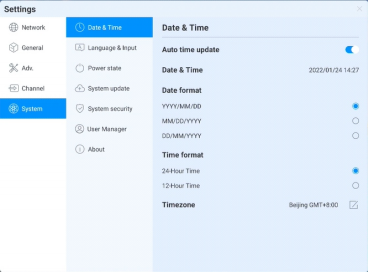 Settings
Network
General
Adv.
Channel
System
Date & Time
Language & Input
Power state
System update
System security
User Manager
About
Date & Time
Auto time update
Date & Time 2022/01/24 14:27
Date format
YYYY/MM/DD
MM/DD/YYYY
DD/MM/YYYY
Time format
24-Hour Time
12-Hour Time
Timezone Beijing GMT+8:00